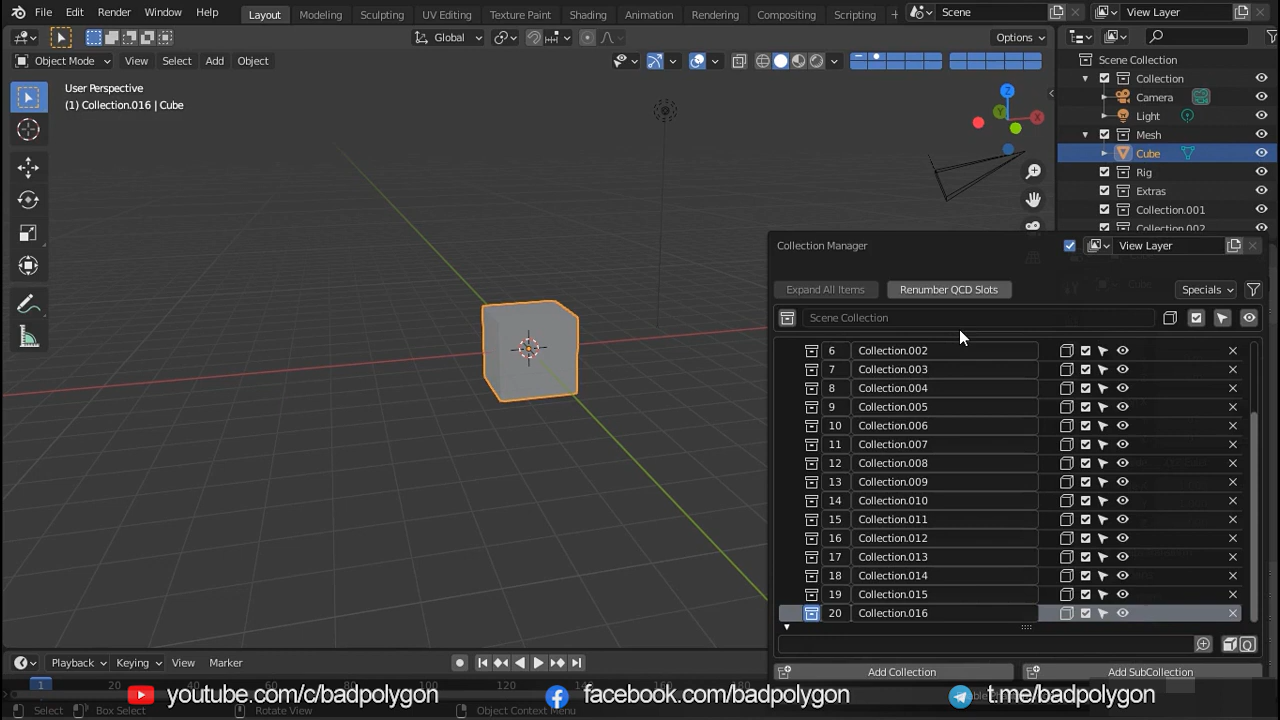 File Edit Render Window Help Layout Modeling Sculpting UV Editing Texture Paint Shading Animation Rendering Compositing Scripting Scene View Layer
Global Options
Object Mode View Select Add Object
Scene Collection
Collection
Camera
Light
Mesh
Cube
Rig
Extras
Collection.001
Collection.002
User Perspective
(1) Collection.016 | Cube
Z
X
Y
Collection Manager View Layer
Expand All Items Renumber QCD Slots Specials
Scene Collection
6 Collection.002
7 Collection.003
8 Collection.004
9 Collection.005
10 Collection.006
11 Collection.007
12 Collection.008
13 Collection.009
14 Collection.010
15 Collection.011
16 Collection.012
17 Collection.013
18 Collection.014
19 Collection.015
20 Collection.016
Add Collection Add SubCollection
Playback Keying View Marker
1 20 120 140
youtube.com/c/badpolygon facebook.com/badpolygon t.me/badpolygon
Select Box Select Rotate View Object Context Menu